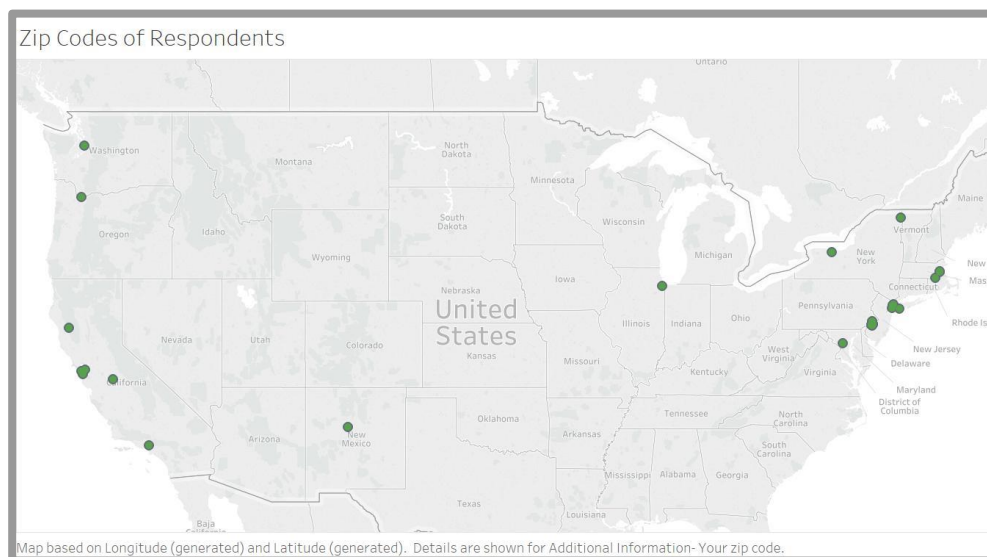 Zip Codes of Respondents
Ontario
Washington
Montana
North
Dakota
Minnesota
Maine
Vermont
Oregon
Idaho
South
Dakota
Wisconsin
Michigan
New
York
Wyoming
New
Mas
Iowa
Connecticut
Nebraska
Pennsylvania
Rhode Is
United
States
Nevada
Utah
Colorado
Kansas
Illinois
Indiana
Ohio
West
Virginia
New Jersey
Delaware
Missouri
Kentucky
Virginia
Maryland
California
District of
Columbia
Oklahoma
Tennessee
North
Carolina
Arizona
New
Mexico
Arkansas
South
Carolina
Mississippi
Alabama
Georgia
Texas
Louisiana
Baja
California
Map based on Longitude (generated) and Latitude (generated). Details are shown for Additional Information- Your zip code.